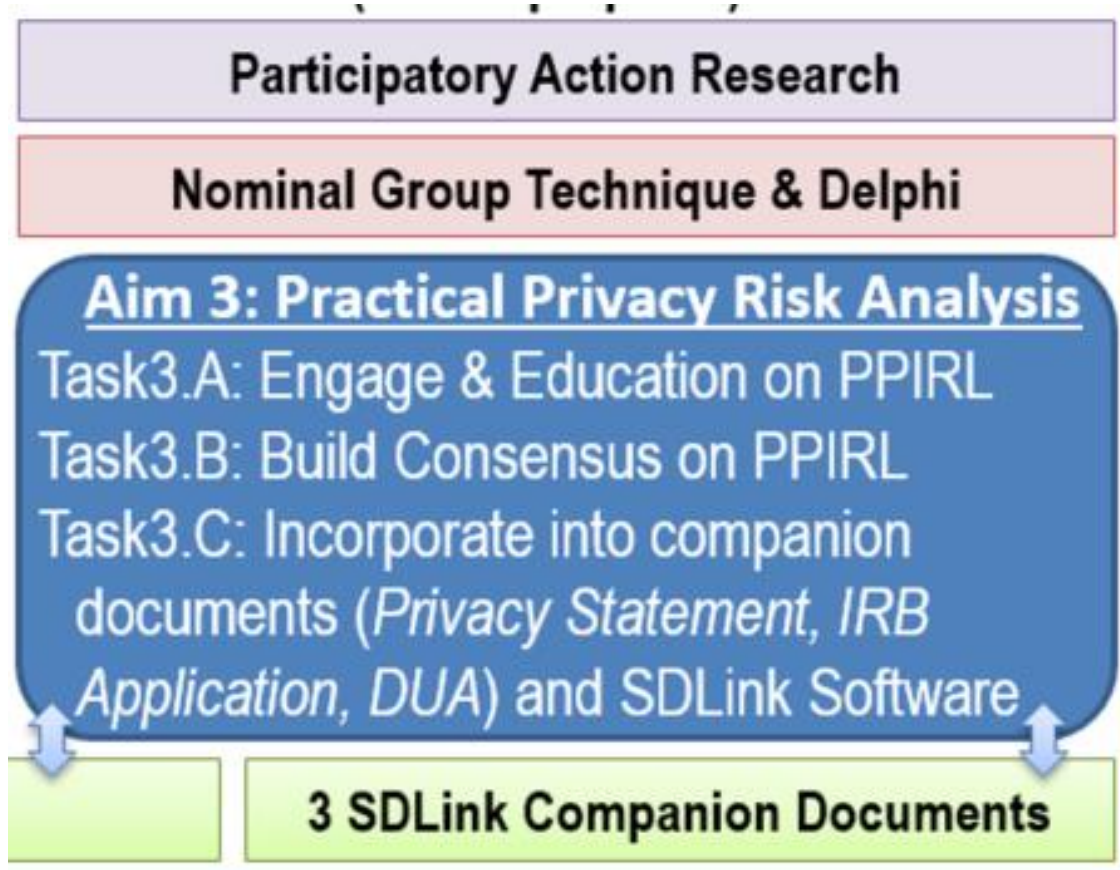 Participatory Action Research
Nominal Group Technique & Delphi
Aim 3: Practical Privacy Risk Analysis
Task3.A: Engage & Education on PPIRL
Task3.B: Build Consensus on PPIRL
Task3.C: Incorporate into companion
documents (Privacy Statement, IRB
Application, DUA) and SDLink Software
3 SDLink Companion Documents